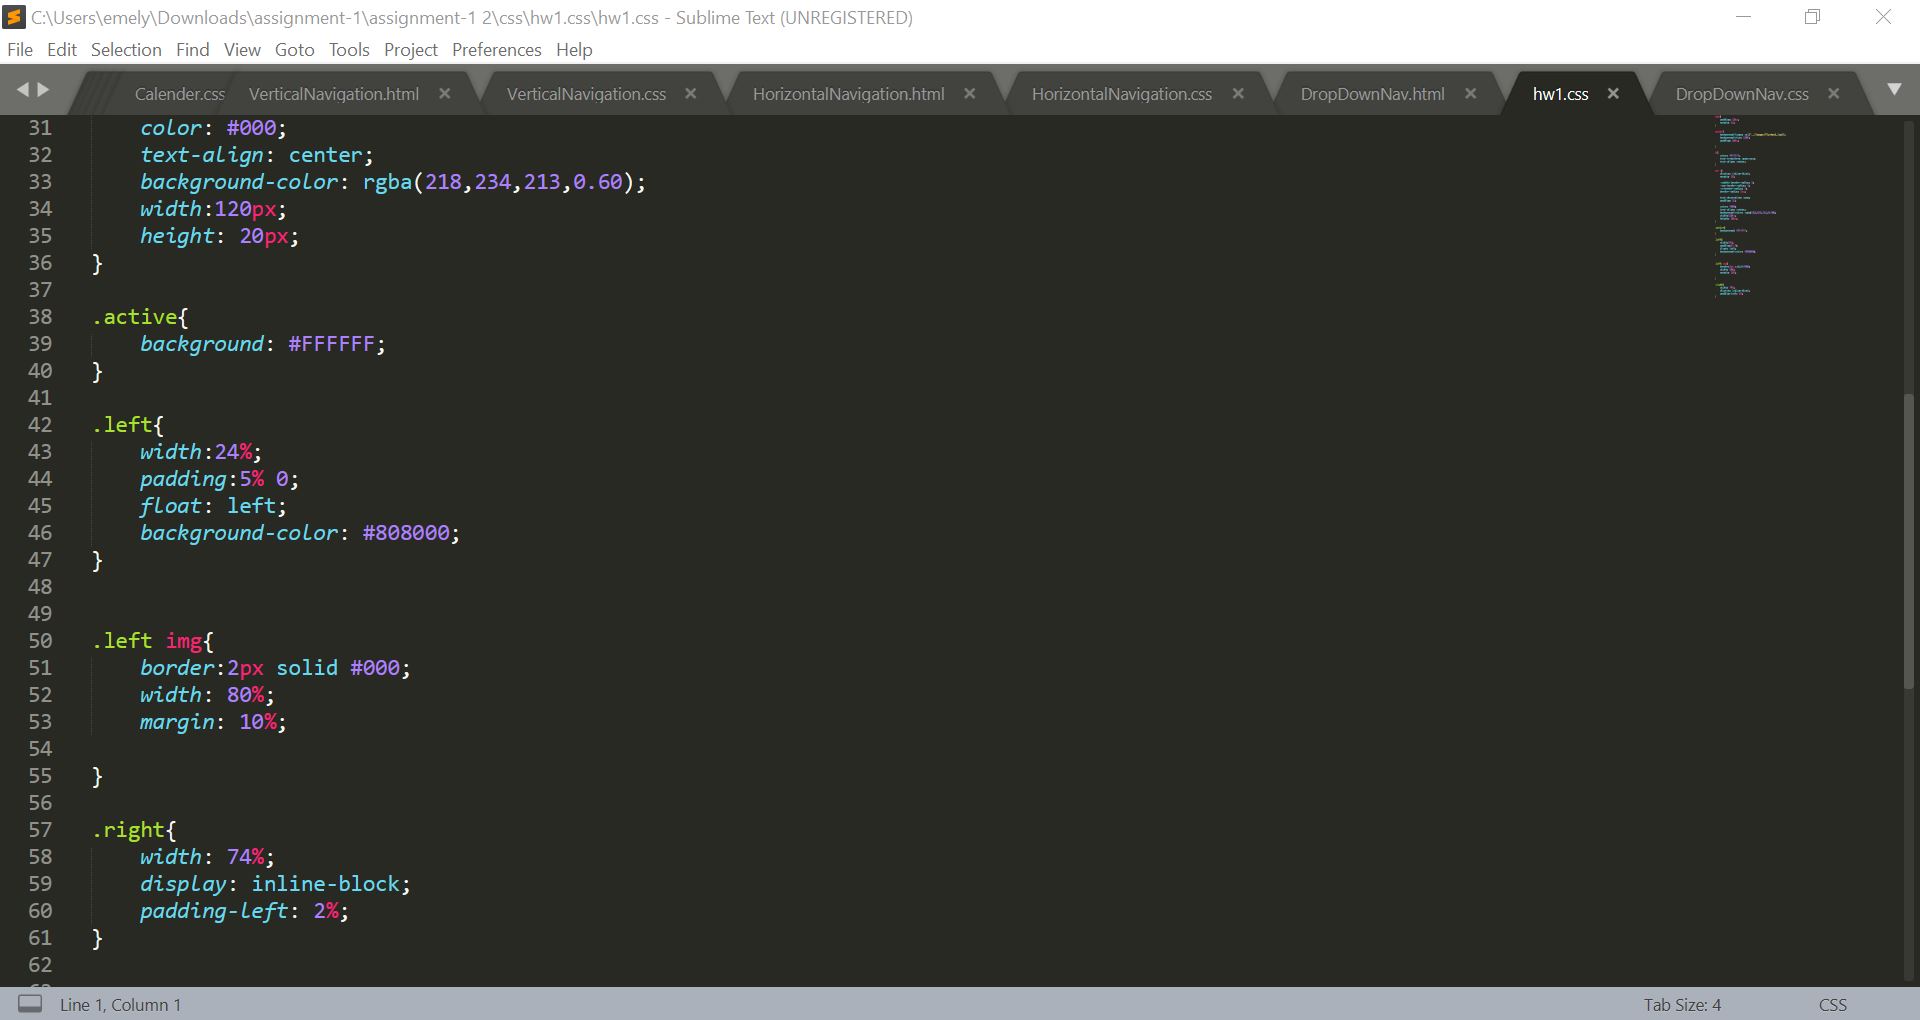 C:\Users\emely\Downloads\assignment-1\assignment-1 2\css\hw1.css\hw1.css - Sublime Text (UNREGISTERED)
File Edit Selection Find View Goto Tools Project Preferences Help
Calender.css VerticalNavigation.html VerticalNavigation.css HorizontalNavigation.html HorizontalNavigation.css DropDownNav.html hw1.css DropDownNav.css
31 color: #000;
32 text-align: center;
33 background-color: rgba(218,234,213,0.60);
34 width:120px;
35 height: 20px;
36 }
37
38 .active{
39 background: #FFFFFF;
40 }
41
42 .left{
43 width:24%;
44 padding:5% 0;
45 float: left;
46 background-color: #808000;
47 }
48
49
50 .left img{
51 border:2px solid #000;
52 width: 80%;
53 margin: 10%;
54
55 }
56
57 .right{
58 width: 74%;
59 display: inline-block;
60 padding-left: 2%;
61 }
62
Line 1, Column 1 Tab Size: 4 CSS